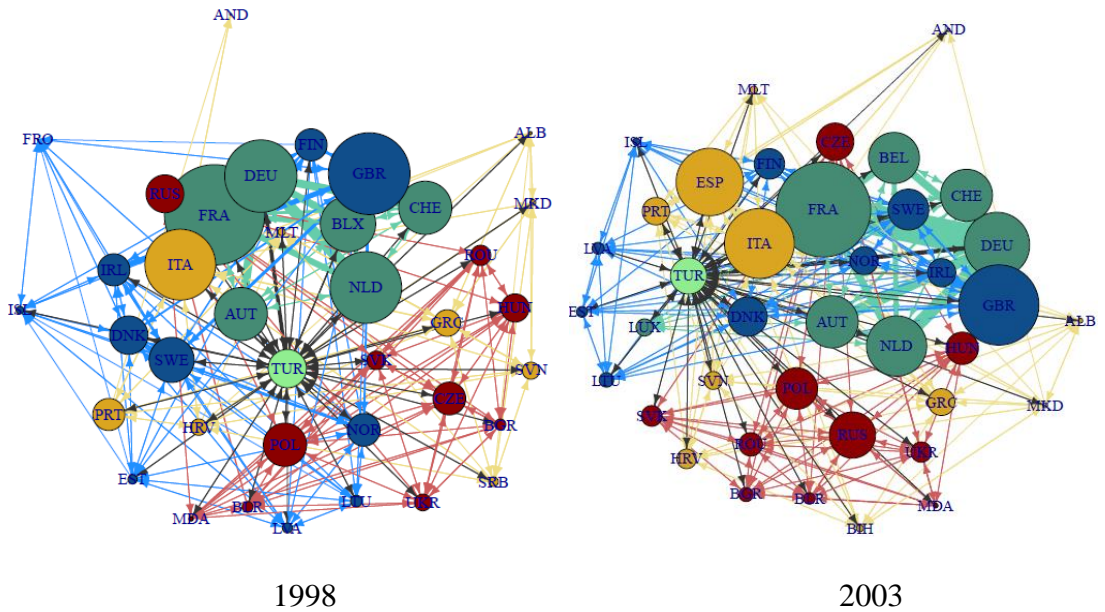 AND
FRO
FIN
ALB
DEU
GBR
RUS
FRA
BLX
CHE
MKD
MLT
ROU
ITA
IRL
NLD
ISL
AUT
HUN
GRC
DNK
SWE
TUR
SVK
SVN
PRT
HRV
CZE
BGR
POL
NOR
EST
SRB
MDA
BLR
LVA
LTU
UKR
1998
AND
MLT
ISL
CZE
FIN
BEL
ESP
PRT
FRA
SWE
CHE
LVA
ITA
DEU
TUR
NOR
IRL
EST
LUX
DNK
AUT
GBR
ALB
NLD
HUN
LTU
SVN
POL
GRC
MKD
SVK
ROU
RUS
HRV
UKR
BGR
BLR
MDA
BIH
2003